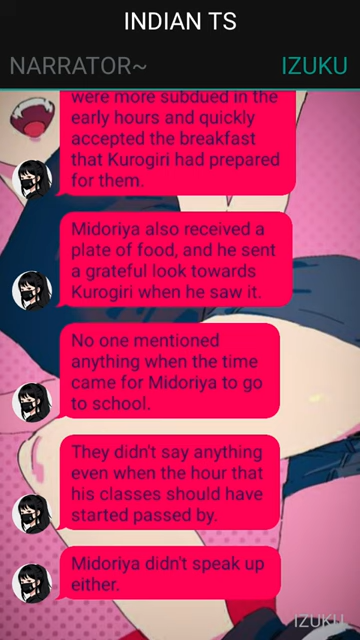 INDIAN TS
NARRATOR~
IZUKU
were more subdued in the
early hours and quickly
accepted the breakfast
that Kurogiri had prepared
for them.
Midoriya also received a
plate of food, and he sent
a grateful look towards
Kurogiri when he saw it.
No one mentioned
anything when the time
came for Midoriya to go
to school.
They didn't say anything
even when the hour that
his classes should have
started passed by.
Midoriya didn't speak up
either.
IZUKU